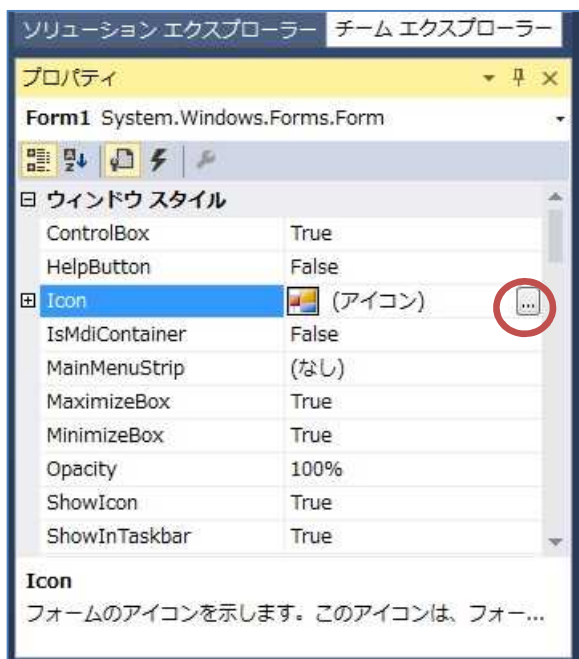 ソリューション エクスプローラー チーム エクスプローラー
プロパティ
Form1 System.Windows.Forms.Form
ウィンドウ スタイル
ControlBox True
HelpButton False
Icon (アイコン) ...
IsMdiContainer False
MainMenuStrip (なし)
MaximizeBox True
MinimizeBox True
Opacity 100%
ShowIcon True
ShowInTaskbar True
Icon
フォームのアイコンを示します。このアイコンは、フォー...